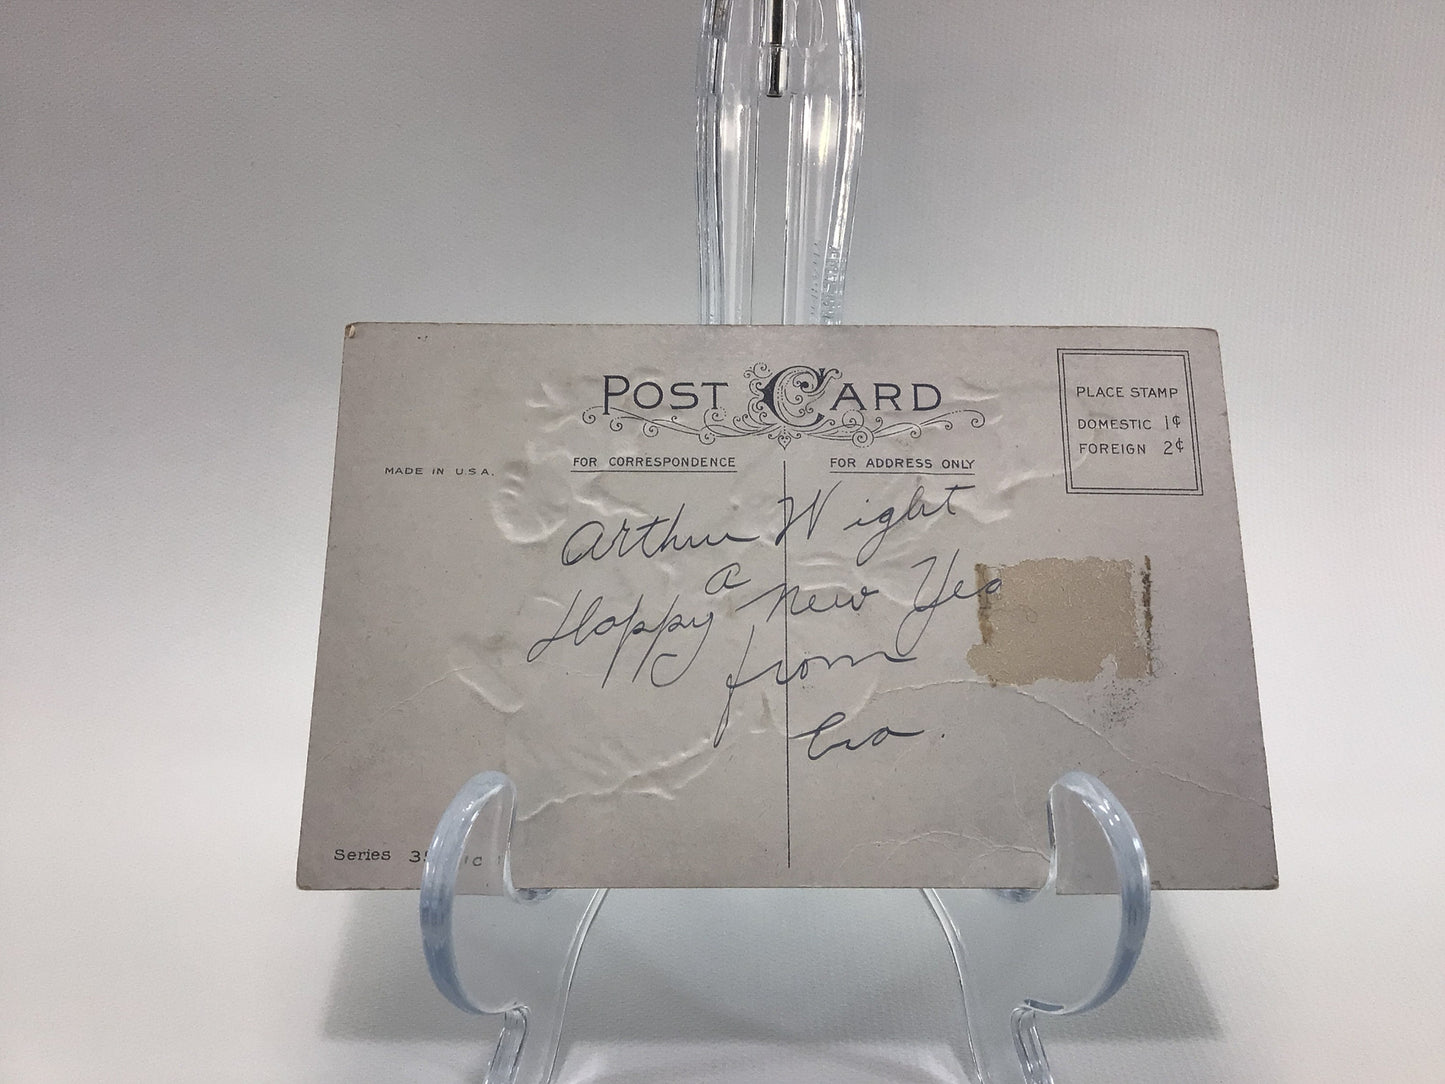 POST CARD
PLACE STAMP
DOMESTIC 1¢
FOREIGN 2¢
MADE IN U.S.A.
FOR CORRESPONDENCE
FOR ADDRESS ONLY
Arthur Wight
a
Happy New Yea
from
Series